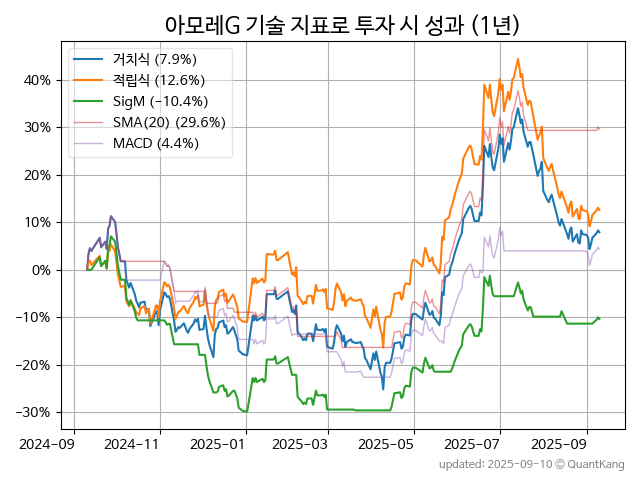 아모레G 기술 지표로 투자 시 성과 (1년)
거치식 (7.9%)
적립식 (12.6%)
SigM (-10.4%)
SMA(20) (29.6%)
MACD (4.4%)
40%
30%
20%
10%
0%
-10%
-20%
-30%
2024-09 2024-11 2025-01 2025-03 2025-05 2025-07 2025-09
updated: 2025-09-10 © QuantKang